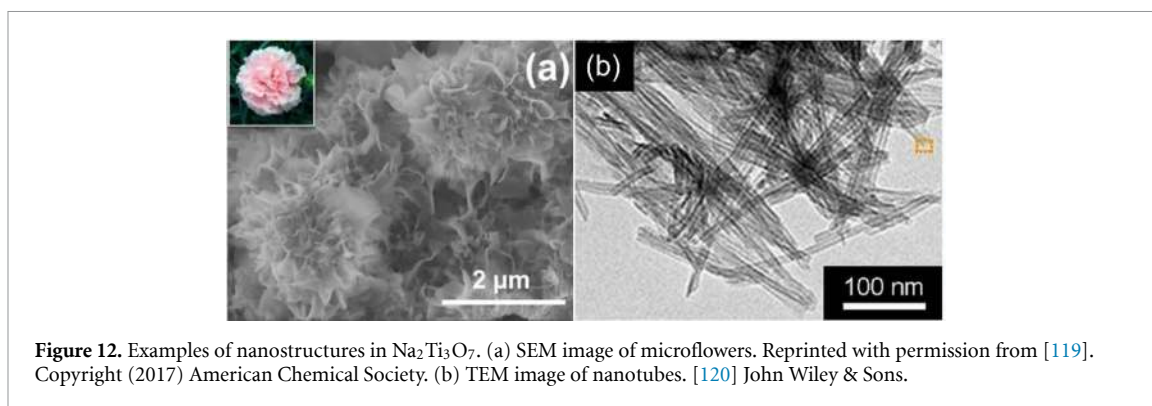 (a)
2 μm
(b)
100 nm
Figure 12. Examples of nanostructures in Na₂Ti₃O₇. (a) SEM image of microflowers. Reprinted with permission from [119].
Copyright (2017) American Chemical Society. (b) TEM image of nanotubes. [120] John Wiley & Sons.